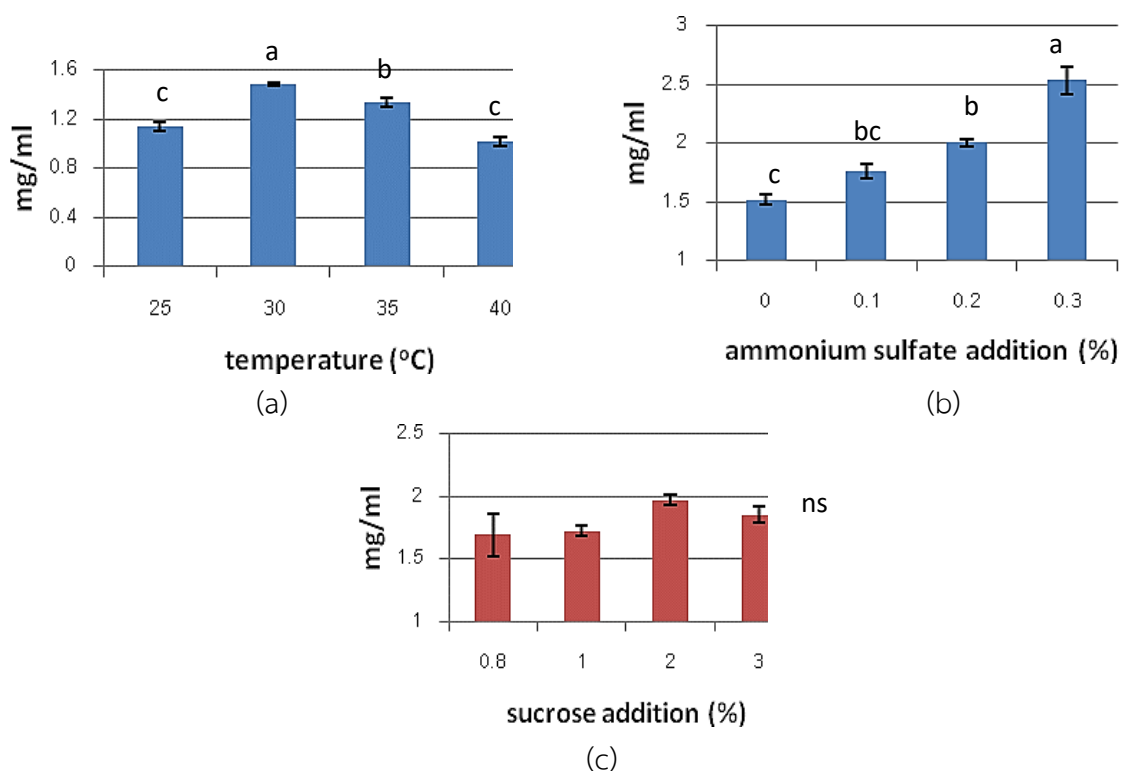 mg/ml
1.6
1.2
0.8
0.4
0
c
a
b
c
25 30 35 40
temperature (°C)
(a)
mg/ml
3
2.5
2
1.5
1
c
bc
b
a
0 0.1 0.2 0.3
ammonium sulfate addition (%)
(b)
mg/ml
2.5
2
1.5
1
ns
0.8 1 2 3
sucrose addition (%)
(c)